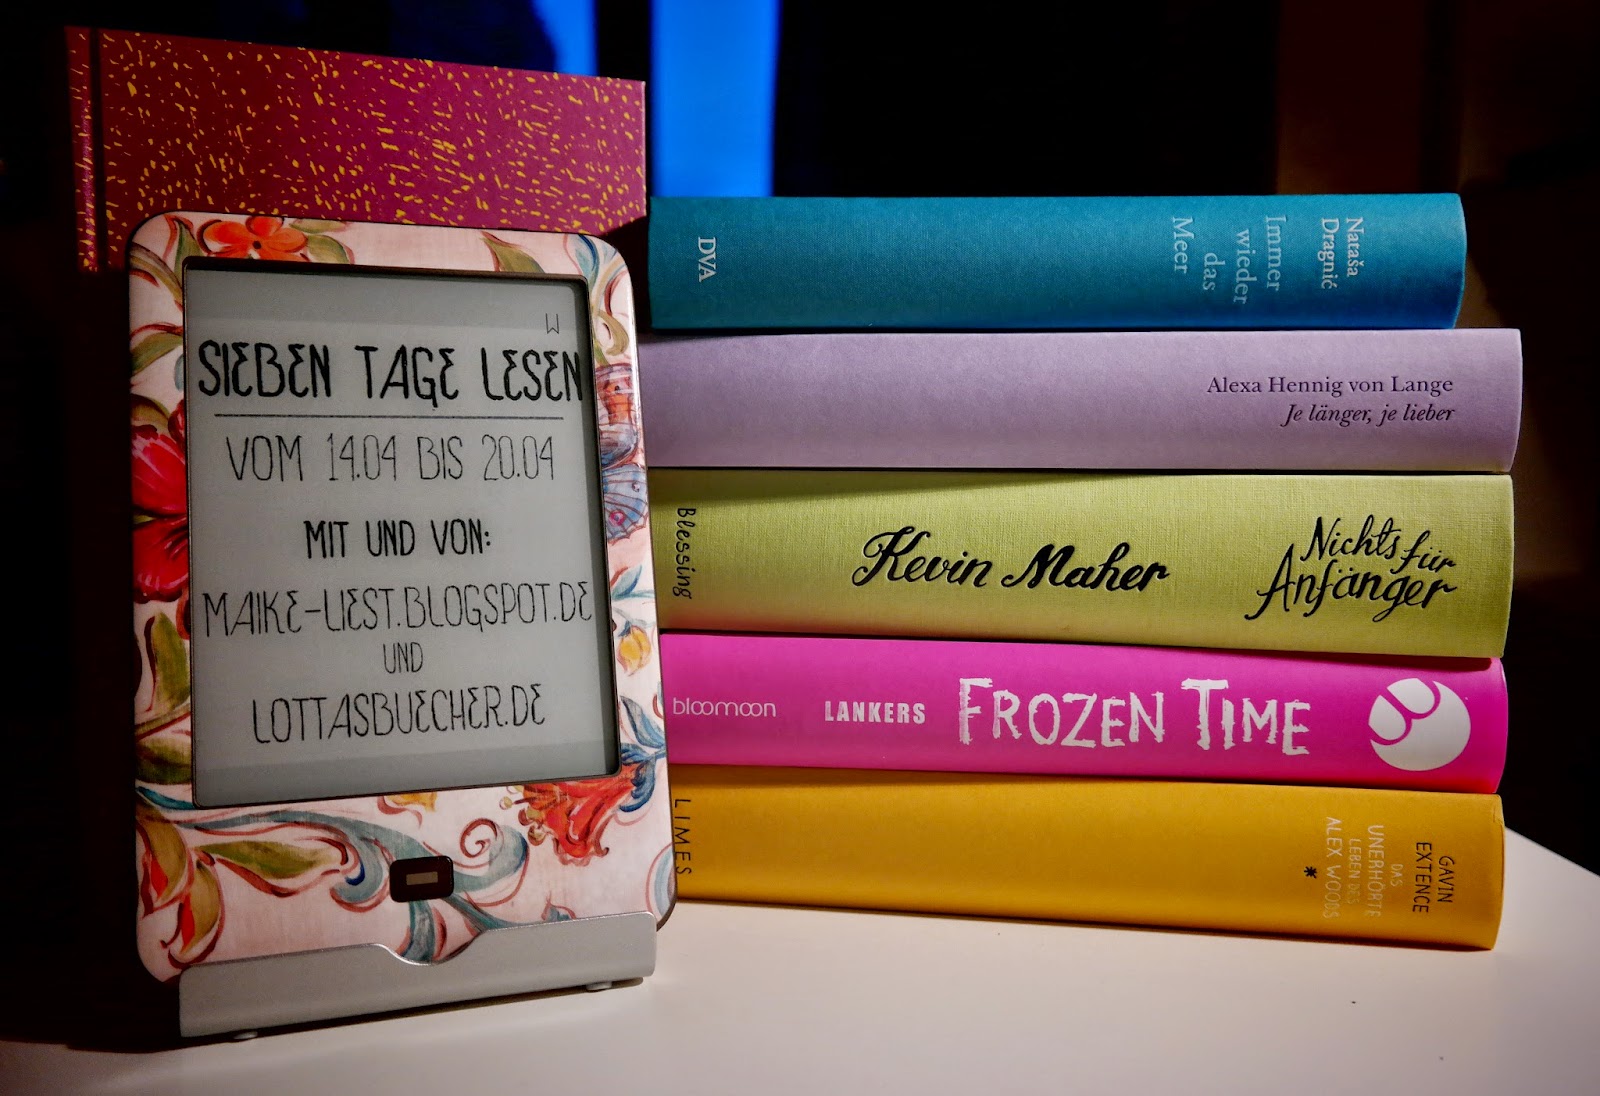 SIEBEN TAGE LESEN
VOM 14.04 BIS 20.04
MIT UND VON:
MAIKE-LIEST.BLOGSPOT.DE
UND
LOTTASBUECHER.DE
DVA
Nataša
Dragnić
Immer
wieder
das
Meer
Alexa Hennig von Lange
Je länger, je lieber
Blessing
Kevin Maher
Nichts für
Anfänger
bloomoon
LANKERS
FROZEN TIME
LIMES
GAVIN
EXTENCE
DAS
UNERHÖRTE
LEBEN DES
ALEX WOODS
*